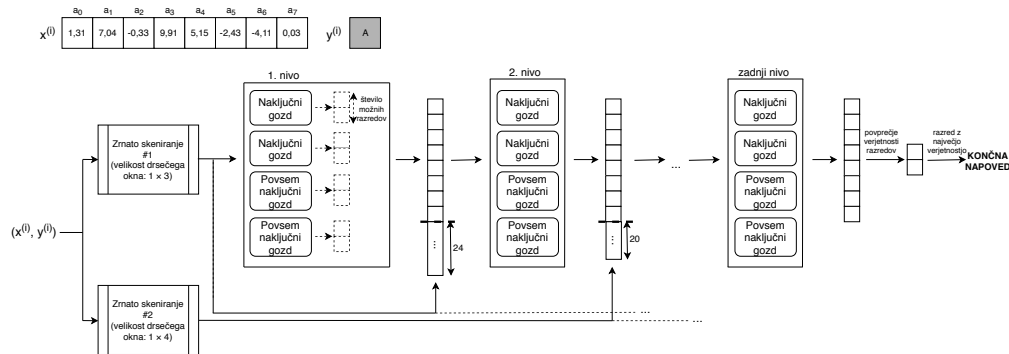 a0 a1 a2 a3 a4 a5 a6 a7
x(i) 1,31 7,04 -0,33 9,91 5,15 -2,43 -4,11 0,03 y(i) A
1. nivo
2. nivo
zadnji nivo
Naključni
gozd
Naključni
gozd
Povsem
naključni
gozd
Povsem
naključni
gozd
število
možnih
razredov
Naključni
gozd
Naključni
gozd
Povsem
naključni
gozd
Povsem
naključni
gozd
Naključni
gozd
Naključni
gozd
Povsem
naključni
gozd
Povsem
naključni
gozd
Zrnato skeniranje
#1
(velikost drsečega
okna: 1 × 3)
(x(i), y(i))
Zrnato skeniranje
#2
(velikost drsečega
okna: 1 × 4)
...
24
...
20
...
...
...
povprečje
verjetnosti
razredov
razred z
največjo
verjetnostjo
KONČNA
NAPOVED